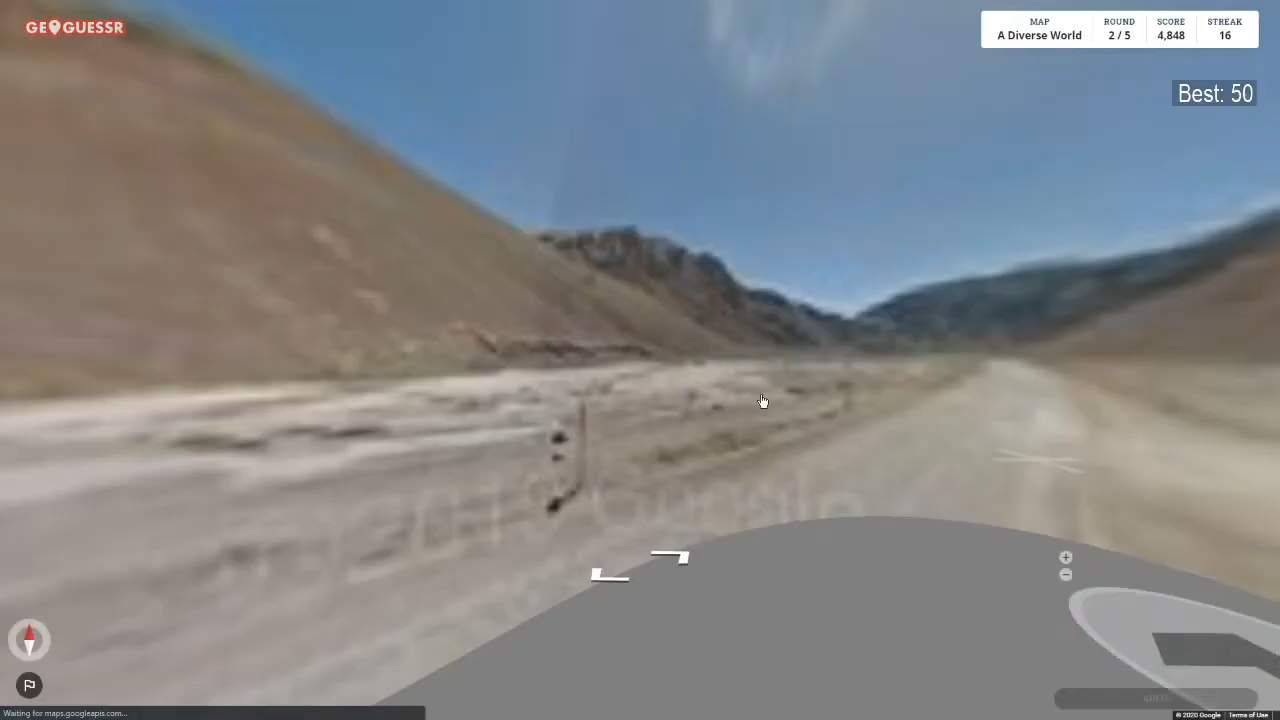 GEOGUESSR
MAP
A Diverse World
ROUND
2 / 5
SCORE
4,848
STREAK
16
Best: 50
Waiting for maps.googleapis.com...
© 2020 Google
Terms of Use